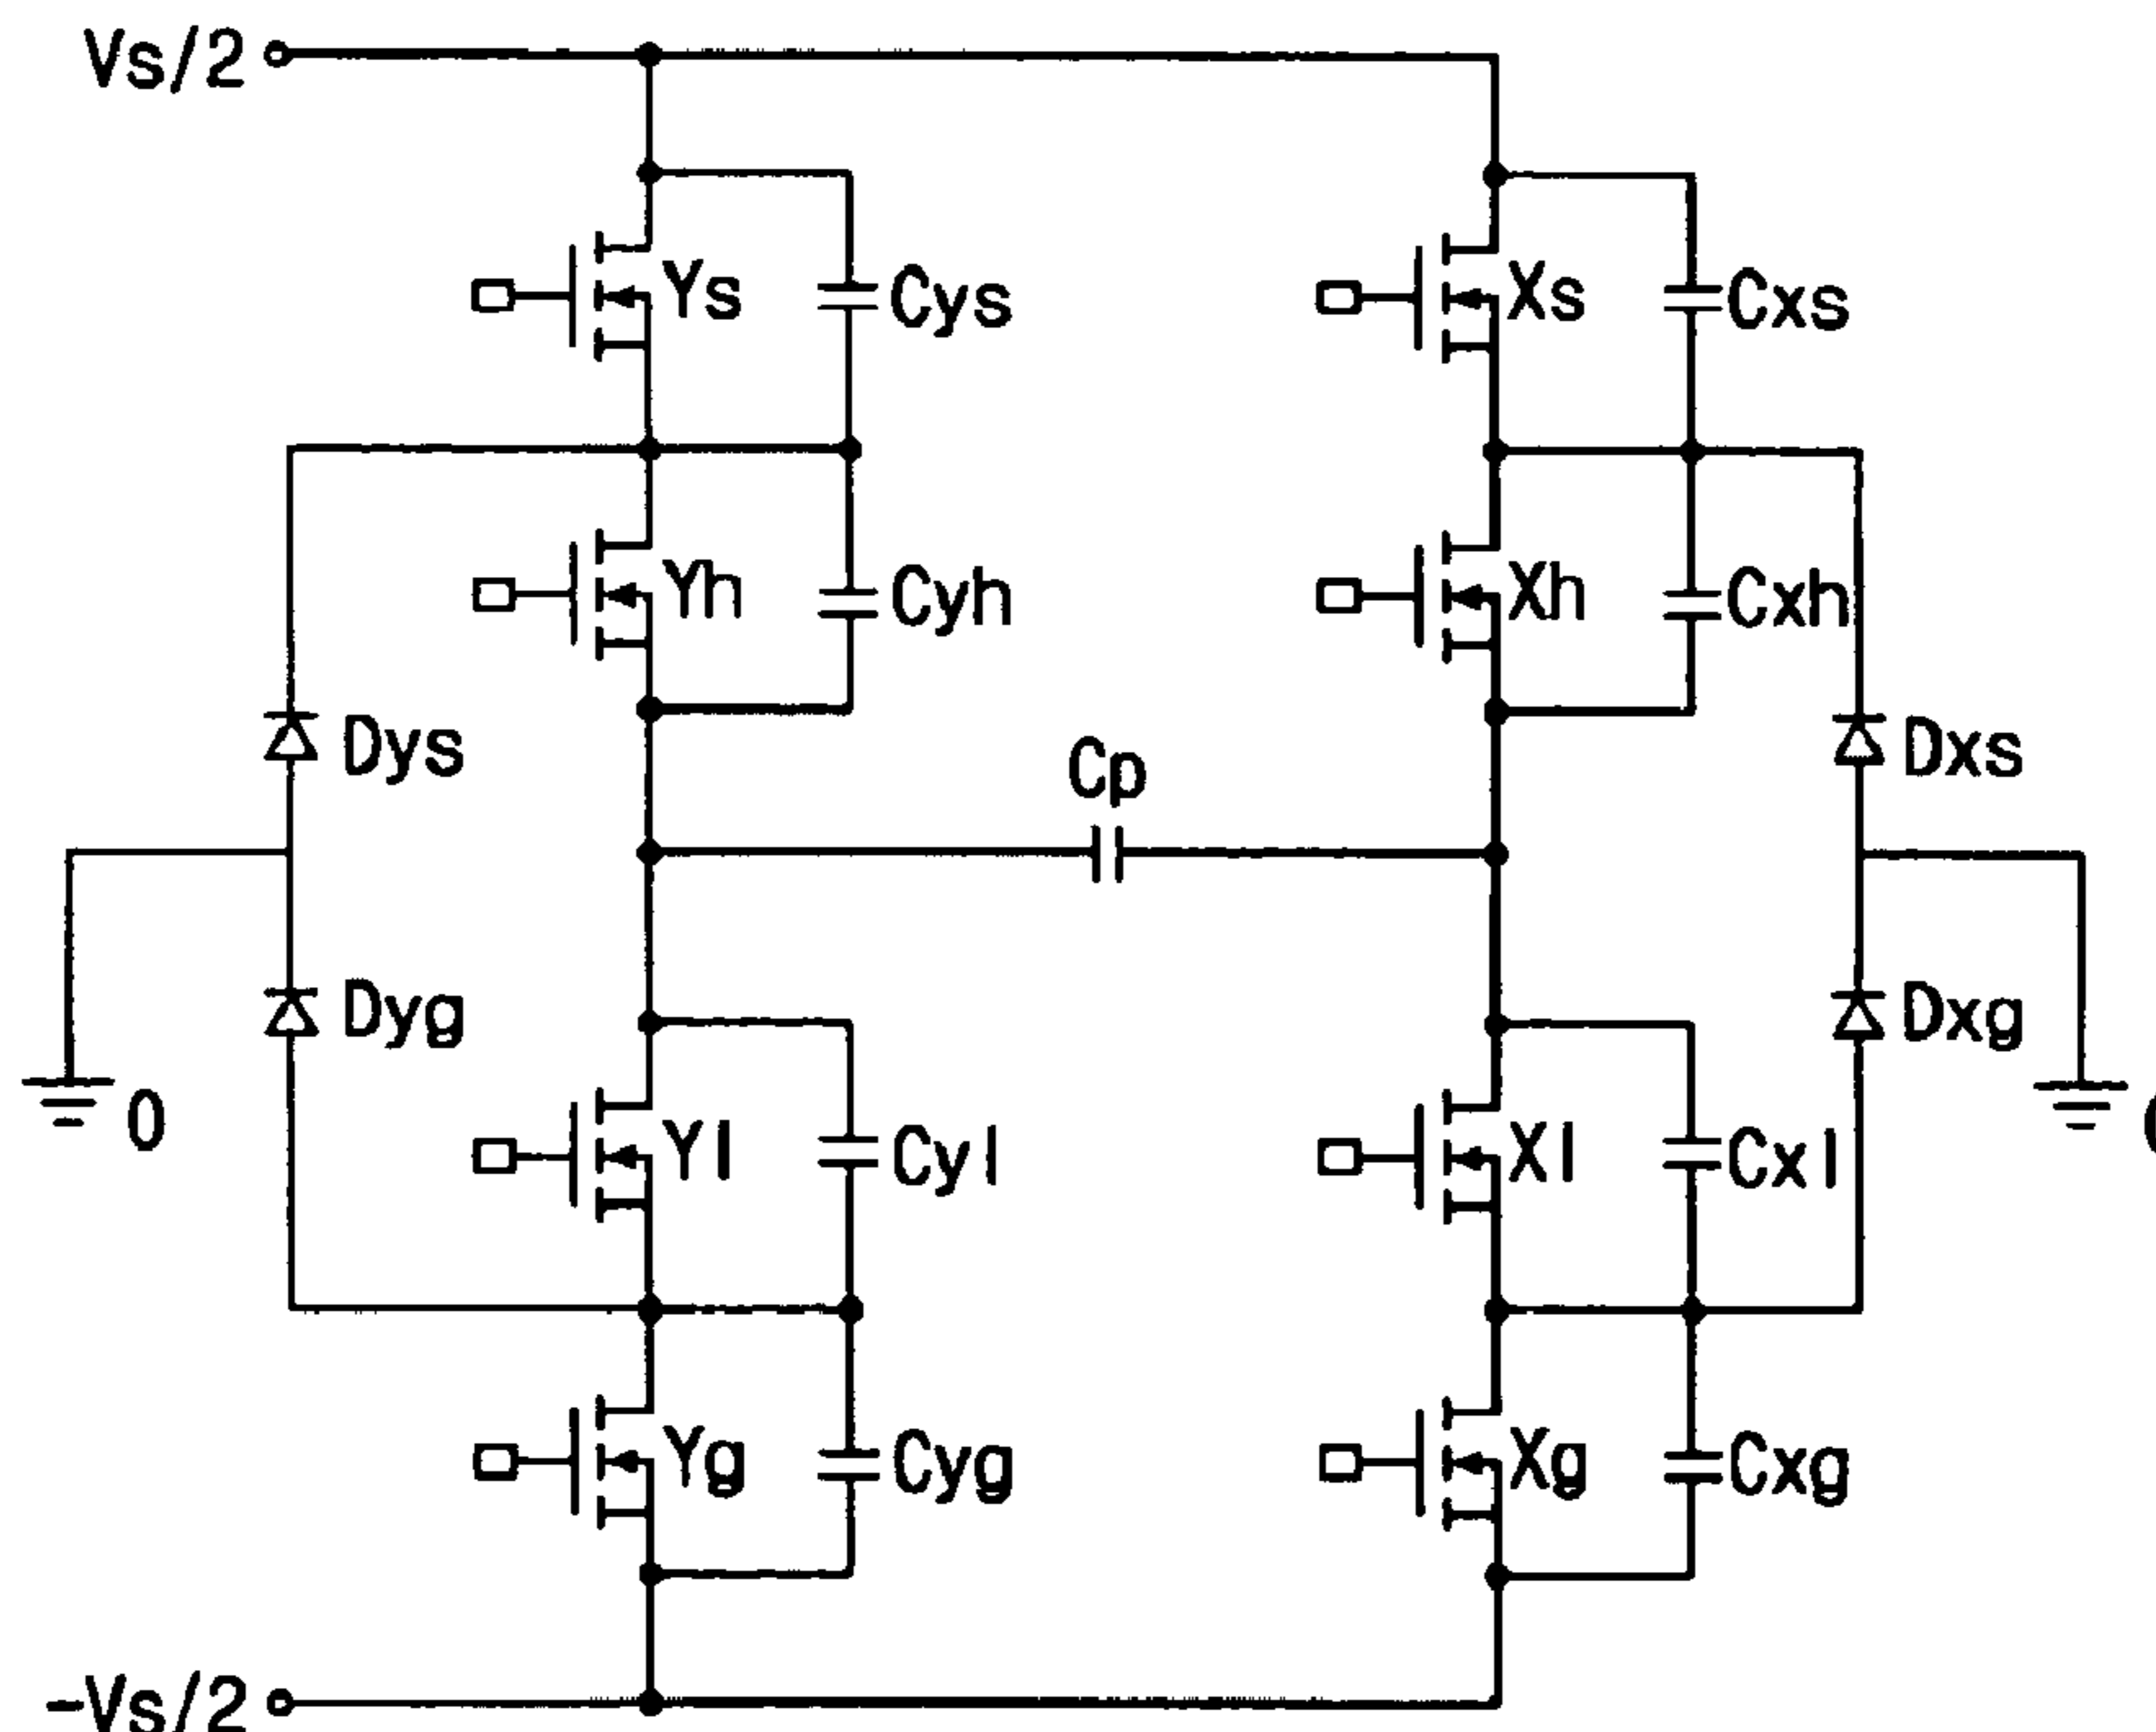 Vs/2
Ys
Cys
Xs
Cxs
Yh
Cyh
Xh
Cxh
Dys
Cp
Dxs
Dyg
Dxg
0
Yl
Cyl
Xl
Cxl
Yg
Cyg
Xg
Cxg
-Vs/2